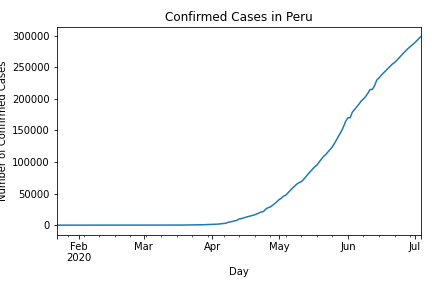 Confirmed Cases in Peru
Number of Confirmed Cases
300000
250000
200000
150000
100000
50000
0
Feb
2020
Mar
Apr
May
Jun
Jul
Day